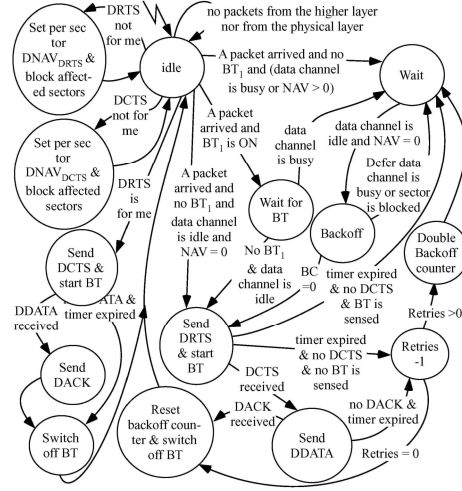 DRTS
not
for me
Set per sec
tor
DNAV_DRTS &
block affect-
ed sectors
idle
no packets from the higher layer
nor from the physical layer
A packet arrived and no
BT1 and (data channel
is busy or NAV > 0)
Wait
DCTS
not for
me
Set per sec
tor
DNAV_DCTS &
block affected
sectors
A packet
arrived and
BT1 is ON
data
channel
is busy
data channel is
idle and NAV = 0
Defer data
channel is
busy or sector
is blocked
DRTS
is for
me
A packet
arrived and
no BT1 and
data channel
is idle and
NAV = 0
Wait for
BT
Backoff
Double
Backoff
counter
Send
DCTS &
start BT
No BT1
& data
channel is
idle
BC
=0
timer expired
& no DCTS
& BT is
sensed
Retries >0
DDATA
received
ATA &
timer expired
Send
DRTS
& start
BT
timer expired
& no DCTS
& no BT is
sensed
Retries
-1
Send
DACK
DCTS
received
DACK
received
Reset
backoff coun-
ter & switch
off BT
no DACK &
timer expired
Switch
off BT
Send
DDATA
Retries = 0